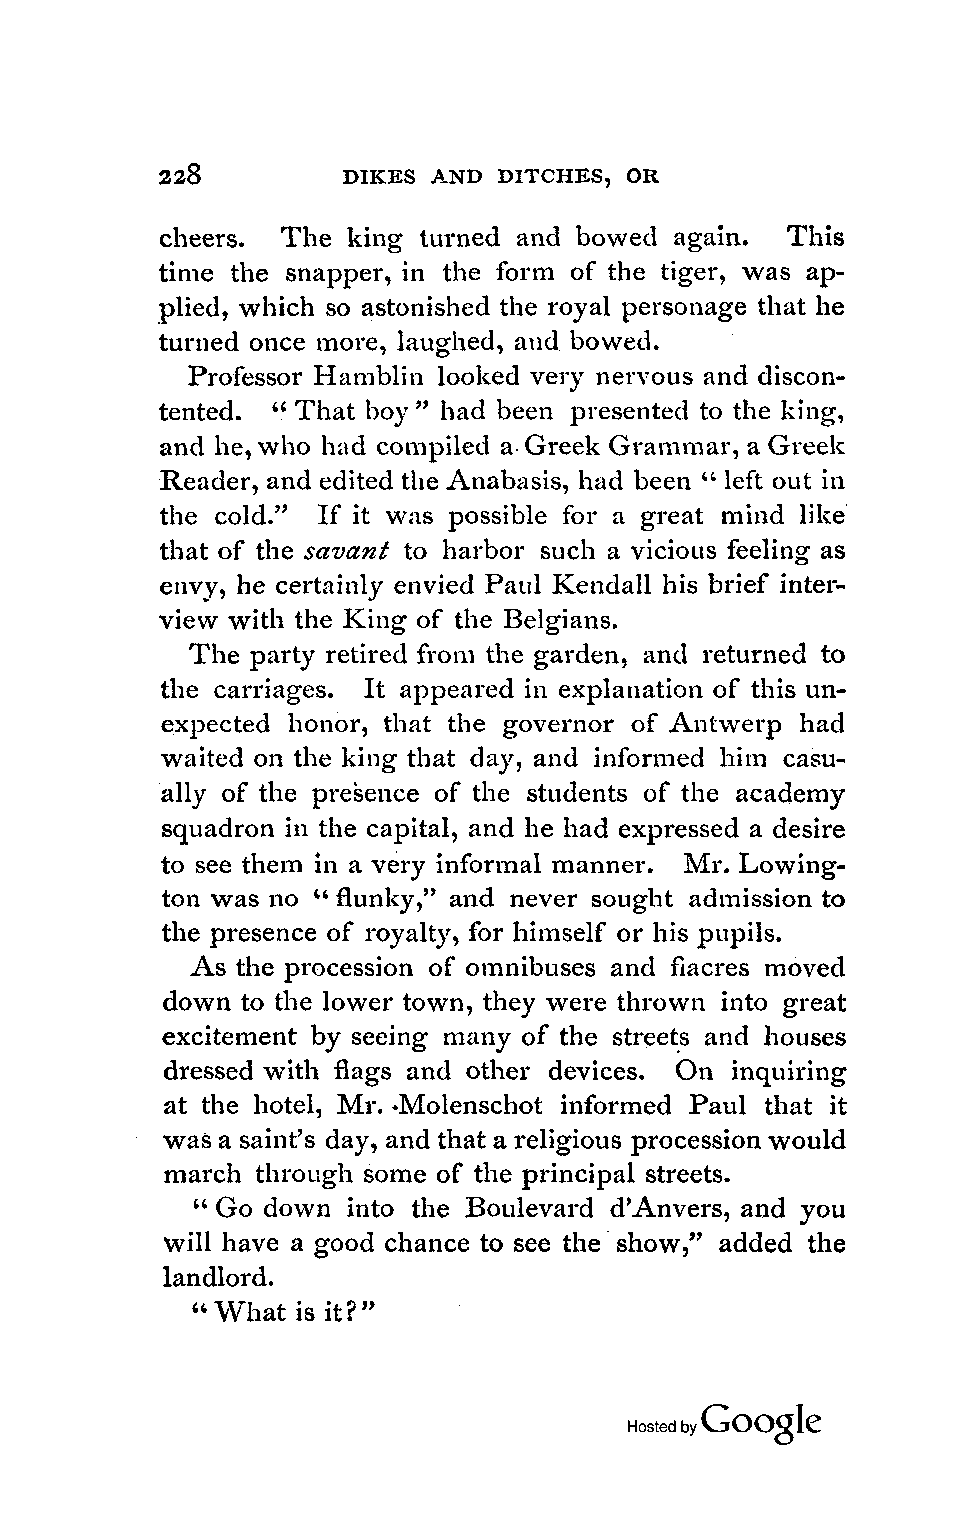 228 DIKES AND DITCHES, OR
cheers. The king turned and bowed again. This
time the snapper, in the form of the tiger, was ap-
plied, which so astonished the royal personage that he
turned once more, laughed, and bowed.
Professor Hamblin looked very nervous and discon-
tented. “That boy” had been presented to the king,
and he, who had compiled a Greek Grammar, a Greek
Reader, and edited the Anabasis, had been “left out in
the cold.” If it was possible for a great mind like
that of the savant to harbor such a vicious feeling as
envy, he certainly envied Paul Kendall his brief inter-
view with the King of the Belgians.
The party retired from the garden, and returned to
the carriages. It appeared in explanation of this un-
expected honor, that the governor of Antwerp had
waited on the king that day, and informed him casu-
ally of the presence of the students of the academy
squadron in the capital, and he had expressed a desire
to see them in a very informal manner. Mr. Lowing-
ton was no “flunky,” and never sought admission to
the presence of royalty, for himself or his pupils.
As the procession of omnibuses and fiacres moved
down to the lower town, they were thrown into great
excitement by seeing many of the streets and houses
dressed with flags and other devices. On inquiring
at the hotel, Mr. Molenschot informed Paul that it
was a saint's day, and that a religious procession would
march through some of the principal streets.
“Go down into the Boulevard d'Anvers, and you
will have a good chance to see the show,” added the
landlord.
“What is it?”
Hosted by Google